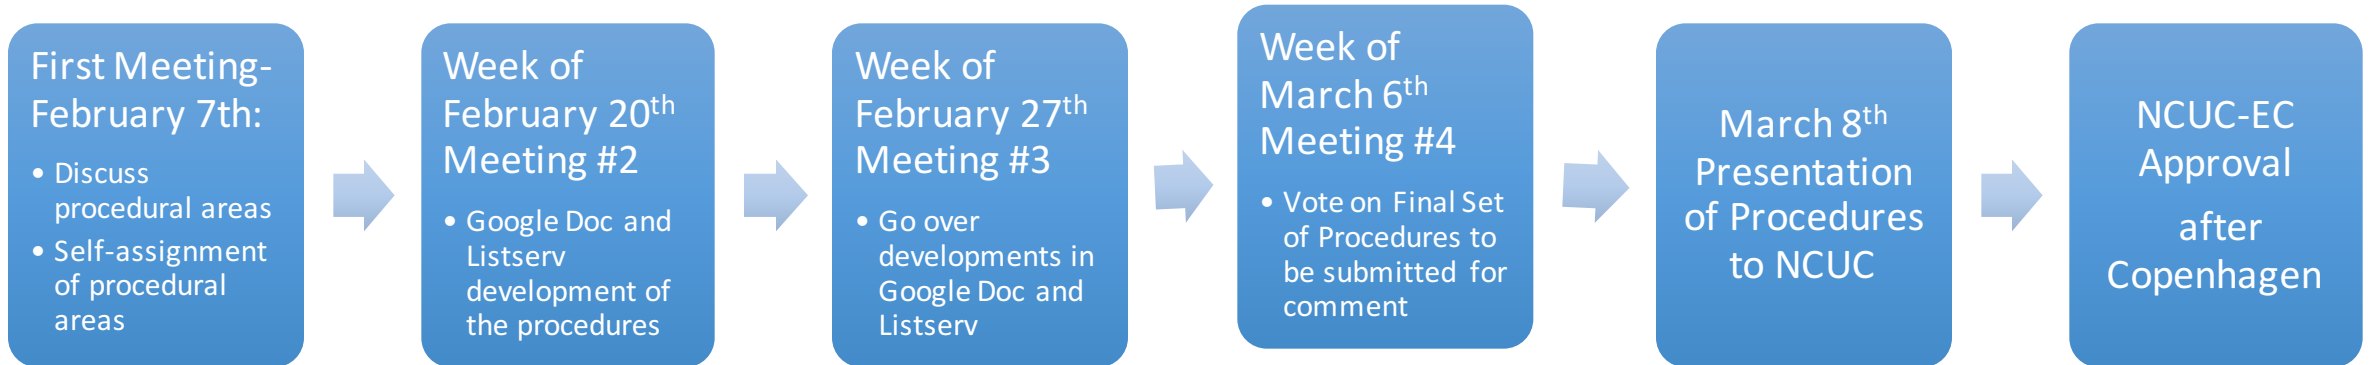 First Meeting-
February 7th:
• Discuss
procedural areas
• Self-assignment
of procedural
areas
Week of
February 20th
Meeting #2
• Google Doc and
Listserv
development of
the procedures
Week of
February 27th
Meeting #3
• Go over
developments in
Google Doc and
Listserv
Week of
March 6th
Meeting #4
• Vote on Final Set
of Procedures to
be submitted for
comment
March 8th
Presentation
of Procedures
to NCUC
NCUC-EC
Approval
after
Copenhagen